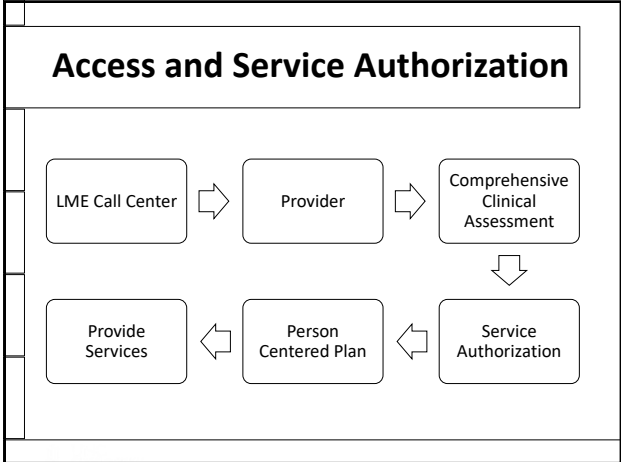 Access and Service Authorization
LME Call Center
Provider
Comprehensive
Clinical
Assessment
Service
Authorization
Person
Centered Plan
Provide
Services